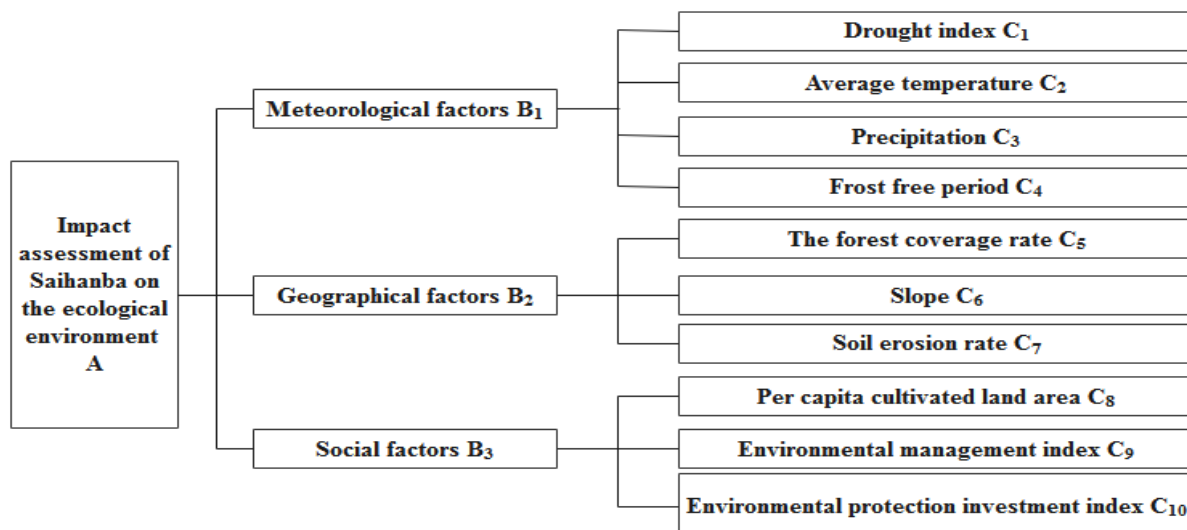 Impact
assessment of
Saihanba on
the ecological
environment
A
Meteorological factors B₁
Geographical factors B₂
Social factors B₃
Drought index C₁
Average temperature C₂
Precipitation C₃
Frost free period C₄
The forest coverage rate C₅
Slope C₆
Soil erosion rate C₇
Per capita cultivated land area C₈
Environmental management index C₉
Environmental protection investment index C₁₀